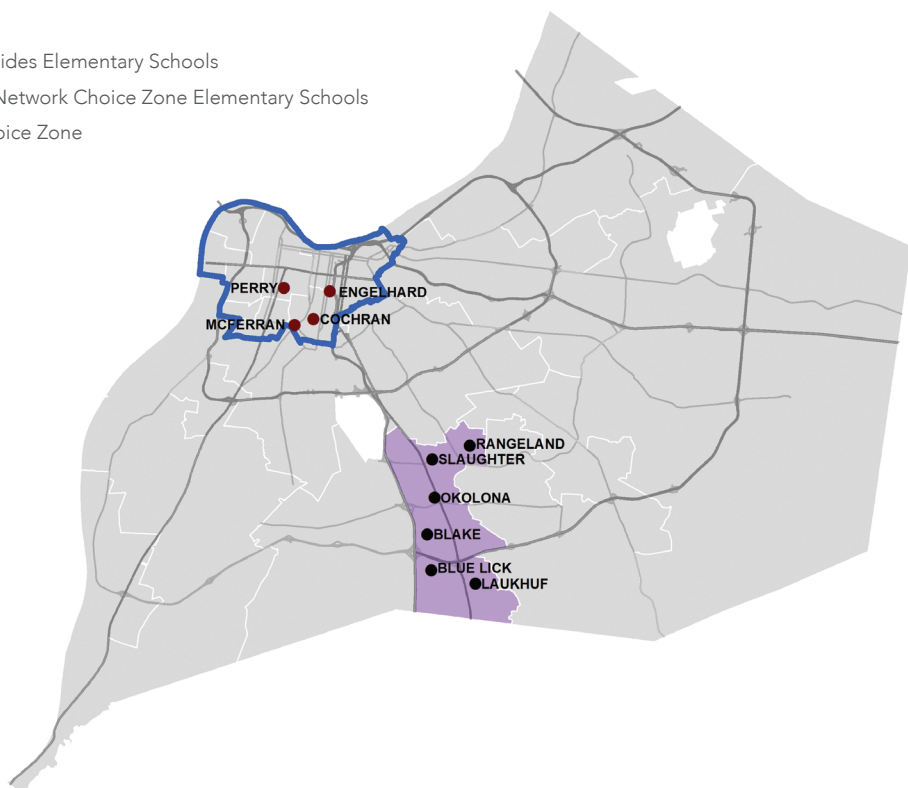 ides Elementary Schools
Network Choice Zone Elementary Schools
oice Zone
PERRY
ENGELHARD
MCFERRAN
COCHRAN
RANGELAND
SLAUGHTER
OKOLONA
BLAKE
BLUE LICK
LAUKHUF